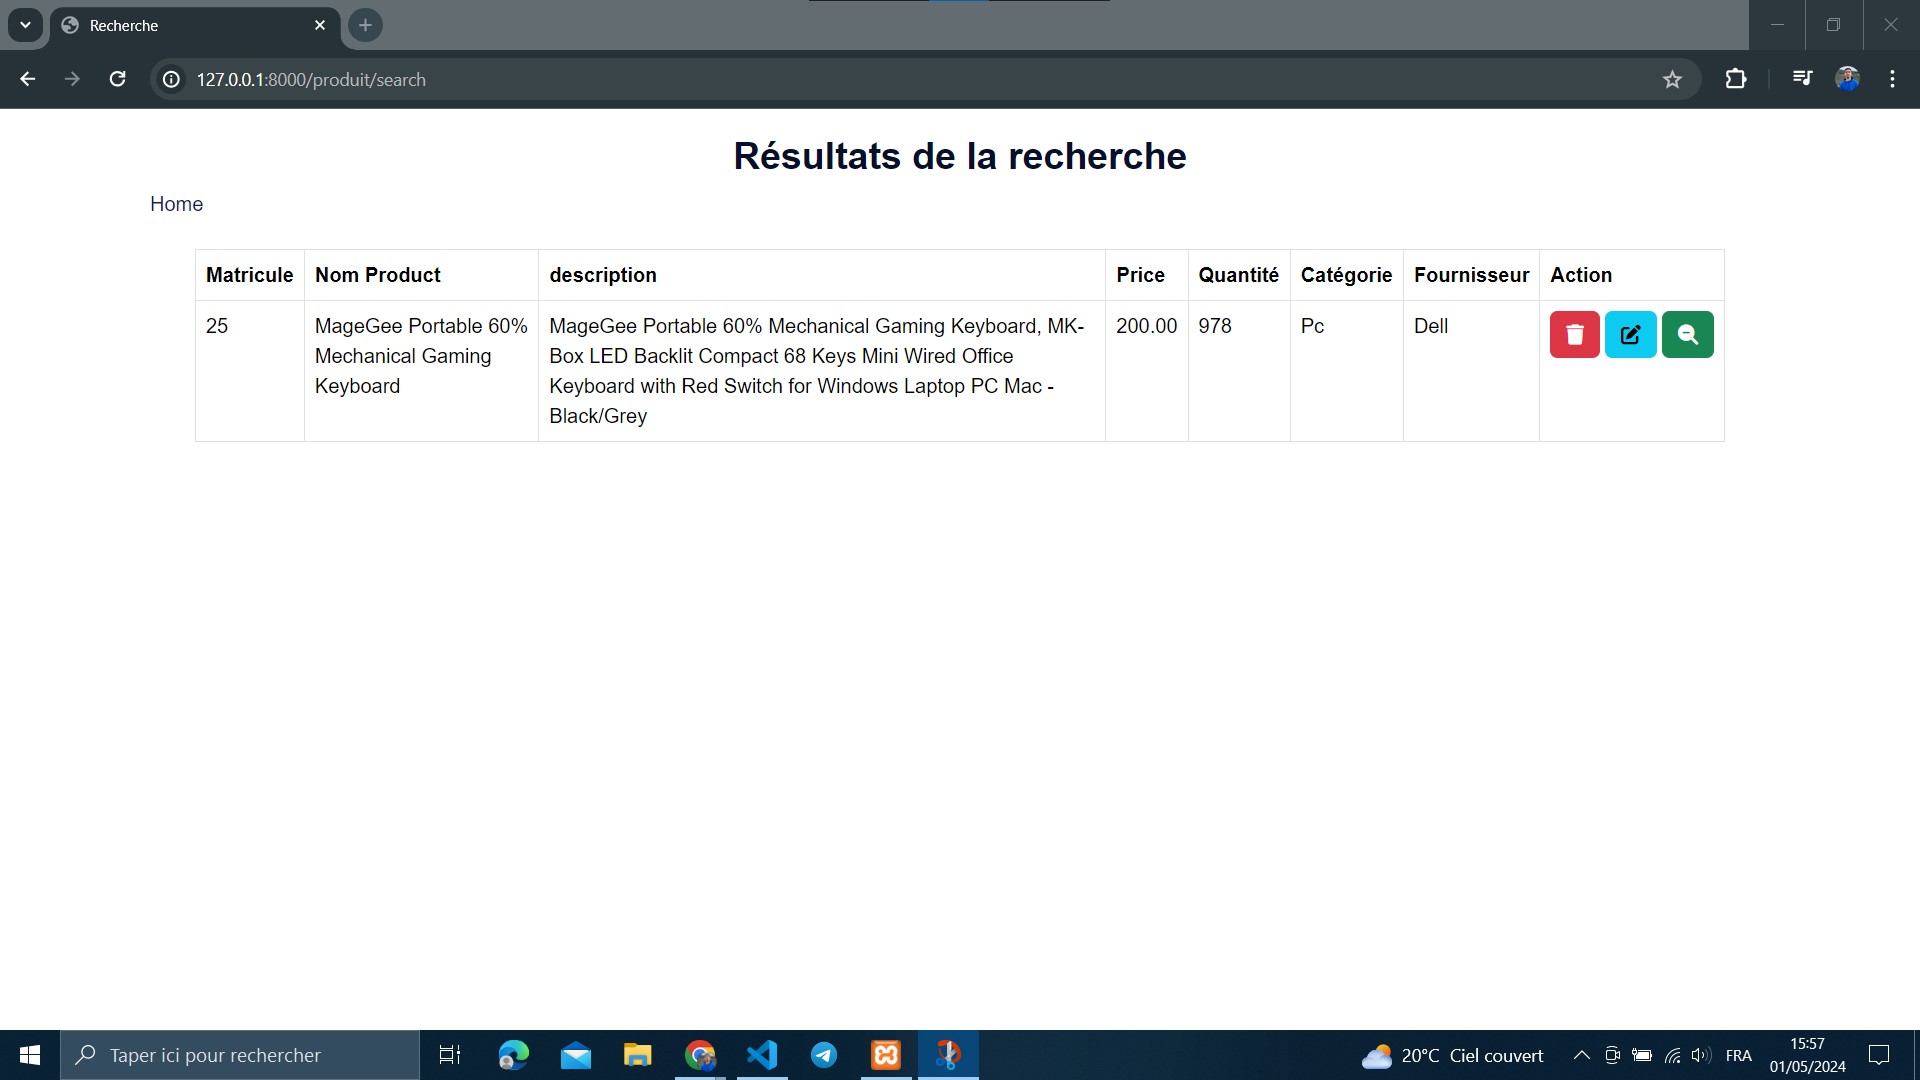 Recherche
127.0.0.1:8000/produit/search
Résultats de la recherche
Home
Matricule Nom Product description Price Quantité Catégorie Fournisseur Action
25 MageGee Portable 60% MageGee Portable 60% Mechanical Gaming Keyboard, MK- 200.00 978 Pc Dell
Mechanical Gaming Box LED Backlit Compact 68 Keys Mini Wired Office
Keyboard Keyboard with Red Switch for Windows Laptop PC Mac -
Black/Grey
Taper ici pour rechercher
20°C Ciel couvert
FRA
15:57
01/05/2024